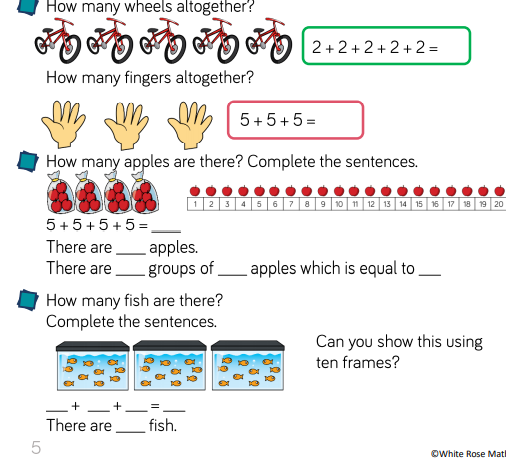 How many wheels altogether?
2 + 2 + 2 + 2 + 2 =
How many fingers altogether?
5 + 5 + 5 =
How many apples are there? Complete the sentences.
1 2 3 4 5 6 7 8 9 10 11 12 13 14 15 16 17 18 19 20
5 + 5 + 5 + 5 = ____
There are ____ apples.
There are ____ groups of ____ apples which is equal to ___
How many fish are there?
Complete the sentences.
Can you show this using
ten frames?
___ + ___ + ___ = ___
There are ____ fish.
5
©White Rose Mat